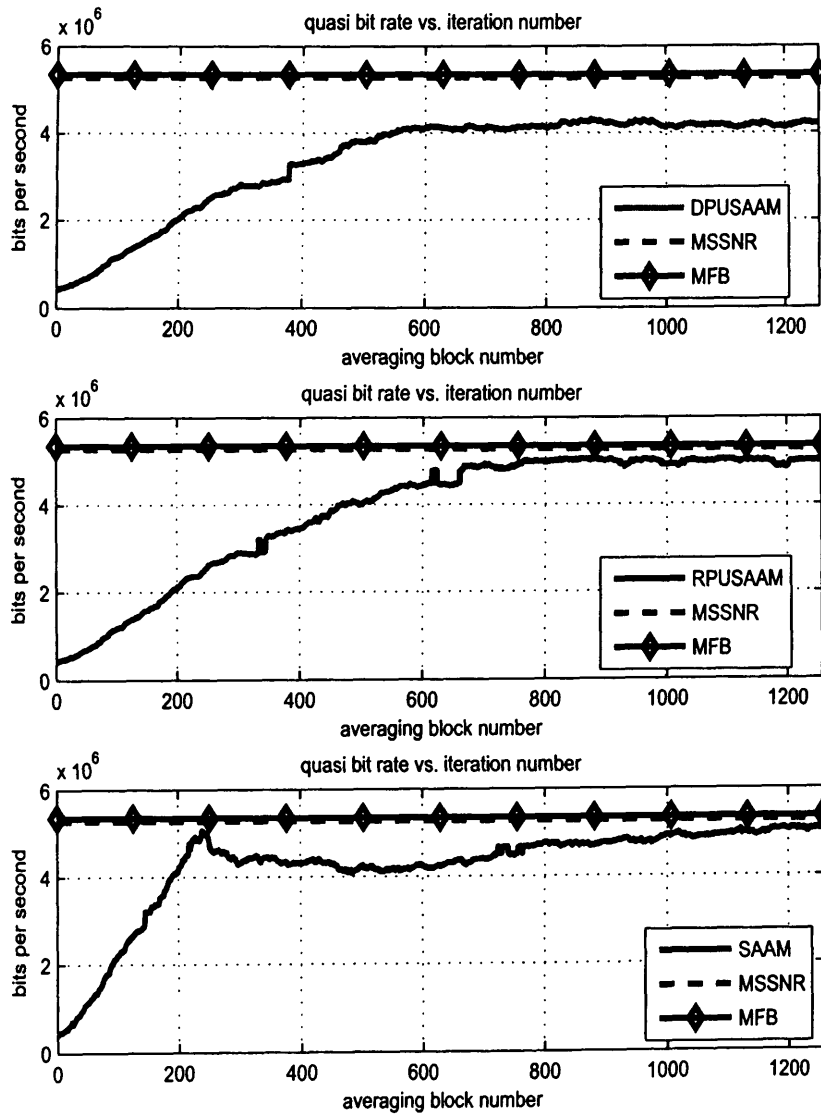 x 10^6
quasi bit rate vs. iteration number
6
4
2
0
bits per second
DPUSAAM
MSSNR
MFB
0 200 400 600 800 1000 1200
averaging block number
x 10^6
quasi bit rate vs. iteration number
6
4
2
0
bits per second
RPUSAAM
MSSNR
MFB
0 200 400 600 800 1000 1200
averaging block number
x 10^6
quasi bit rate vs. iteration number
6
4
2
0
bits per second
SAAM
MSSNR
MFB
0 200 400 600 800 1000 1200
averaging block number